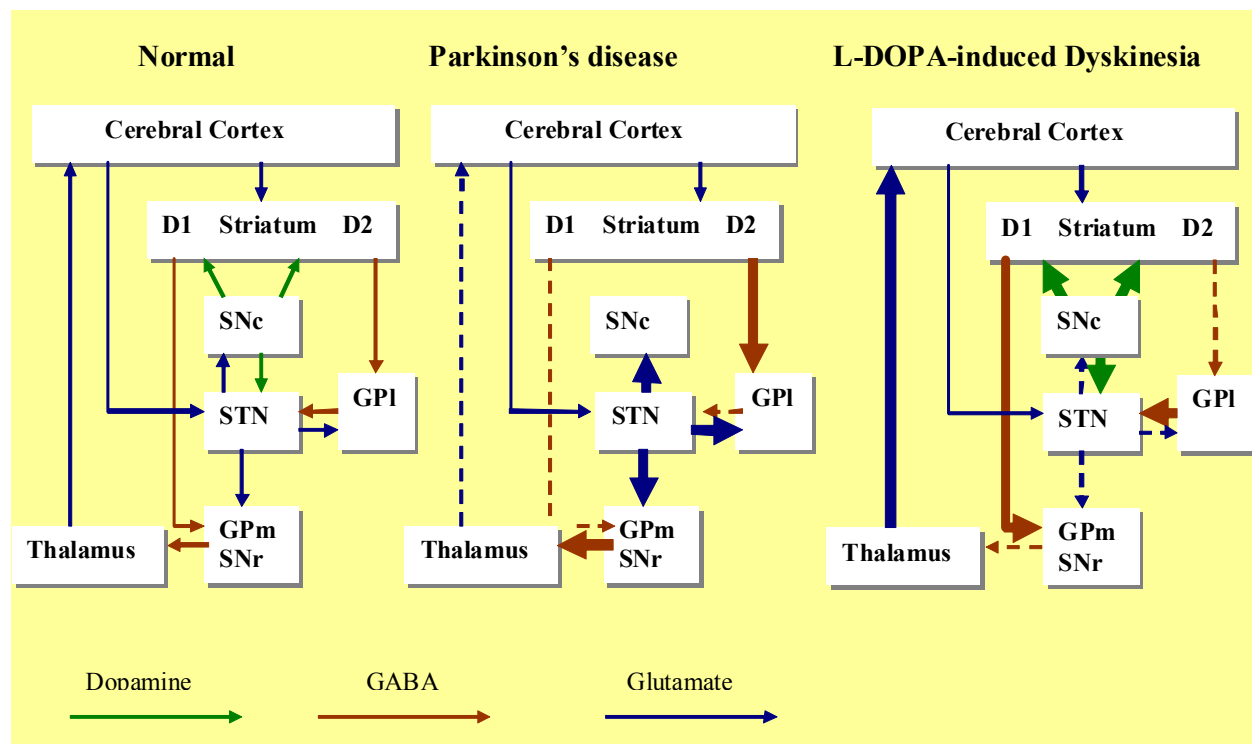 Normal
Parkinson's disease
L-DOPA-induced Dyskinesia
Cerebral Cortex
D1 Striatum D2
SNc
STN
GPl
GPm
SNr
Thalamus
Cerebral Cortex
D1 Striatum D2
SNc
STN
GPl
GPm
SNr
Thalamus
Cerebral Cortex
D1 Striatum D2
SNc
STN
GPl
GPm
SNr
Thalamus
Dopamine
GABA
Glutamate